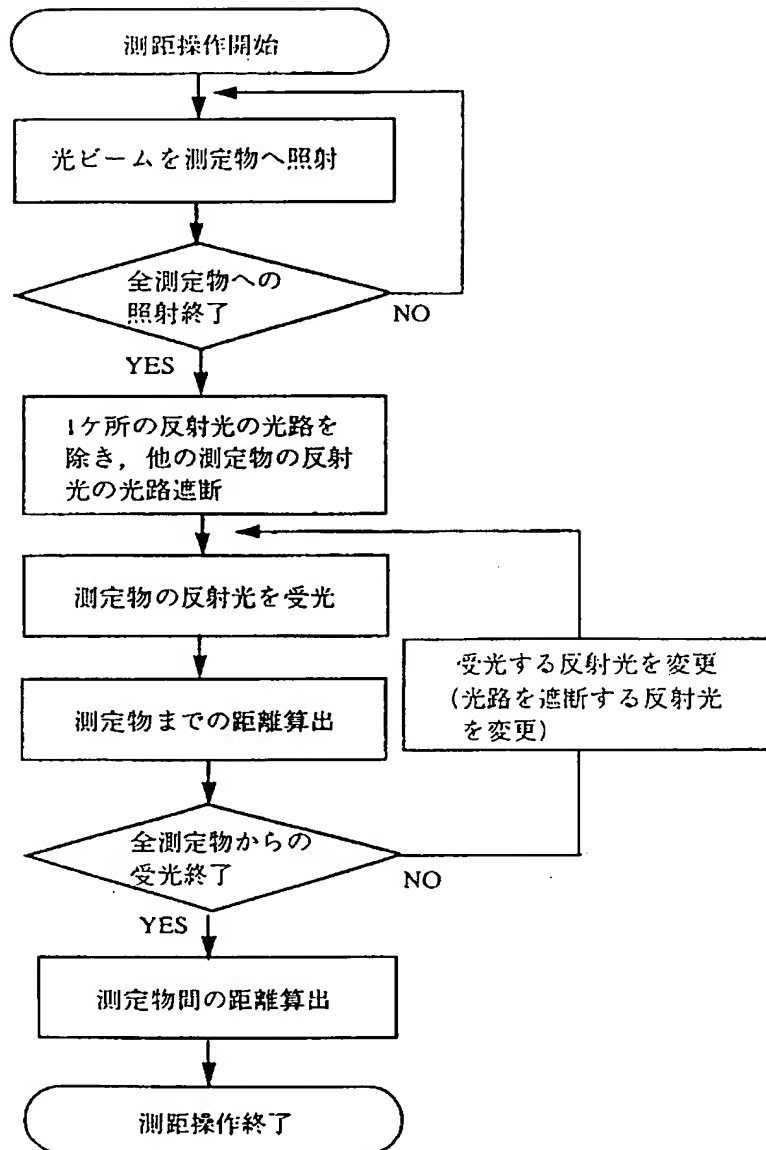 測距操作開始
光ビームを測定物へ照射
全測定物への
照射終了
NO
YES
1ケ所の反射光の光路を
除き，他の測定物の反射
光の光路遮断
測定物の反射光を受光
受光する反射光を変更
(光路を遮断する反射光
を変更)
測定物までの距離算出
全測定物からの
受光終了
NO
YES
測定物間の距離算出
測距操作終了